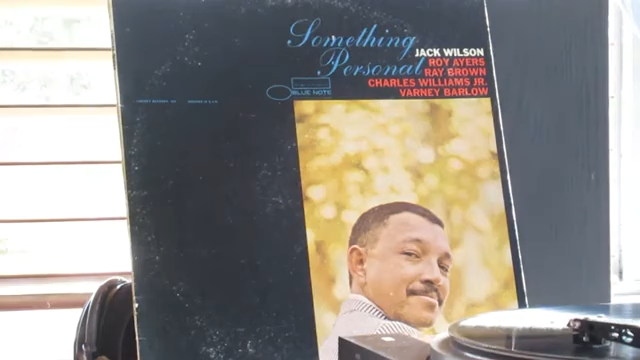 Something
Personal
JACK WILSON
ROY AYERS
RAY BROWN
CHARLES WILLIAMS JR.
VARNEY BARLOW
BLUE NOTE